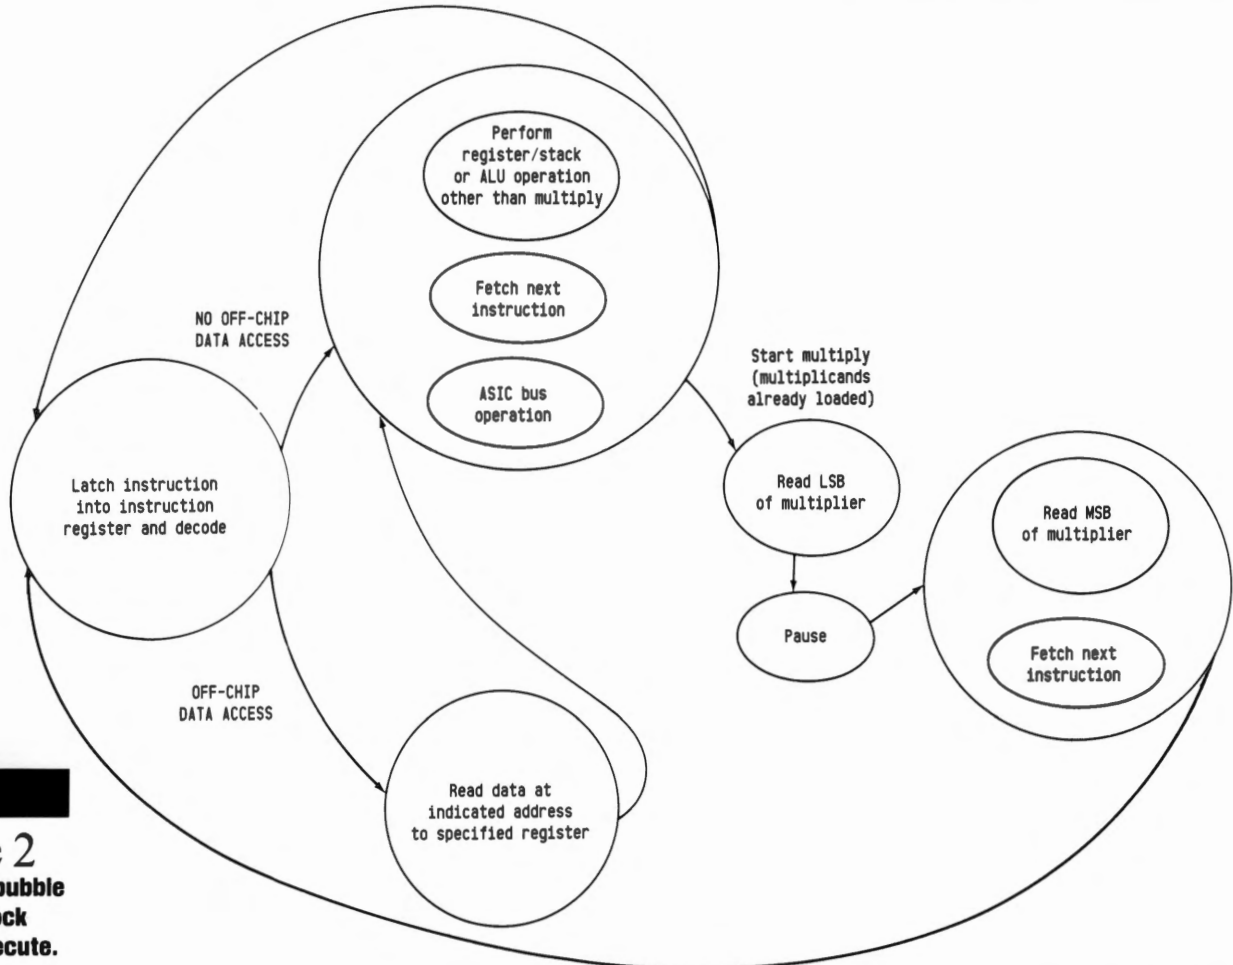 Perform
register/stack
or ALU operation
other than multiply
Fetch next
instruction
ASIC bus
operation
NO OFF-CHIP
DATA ACCESS
Start multiply
(multiplicands
already loaded)
Latch instruction
into instruction
register and decode
Read LSB
of multiplier
Read MSB
of multiplier
Pause
Fetch next
instruction
OFF-CHIP
DATA ACCESS
Read data at
indicated address
to specified register
2
ecute.